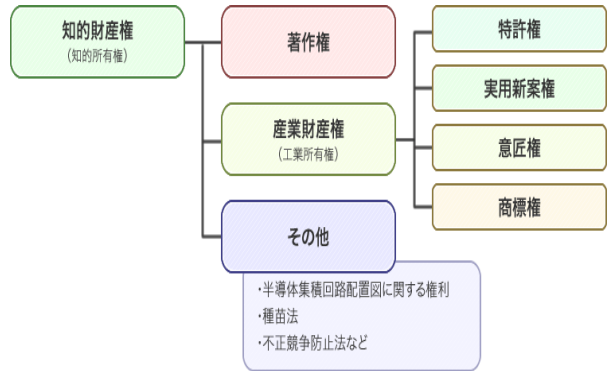 知的財産権
（知的所有権）
著作権
産業財産権
（工業所有権）
特許権
実用新案権
意匠権
商標権
その他
・半導体集積回路配置図に関する権利
・種苗法
・不正競争防止法など